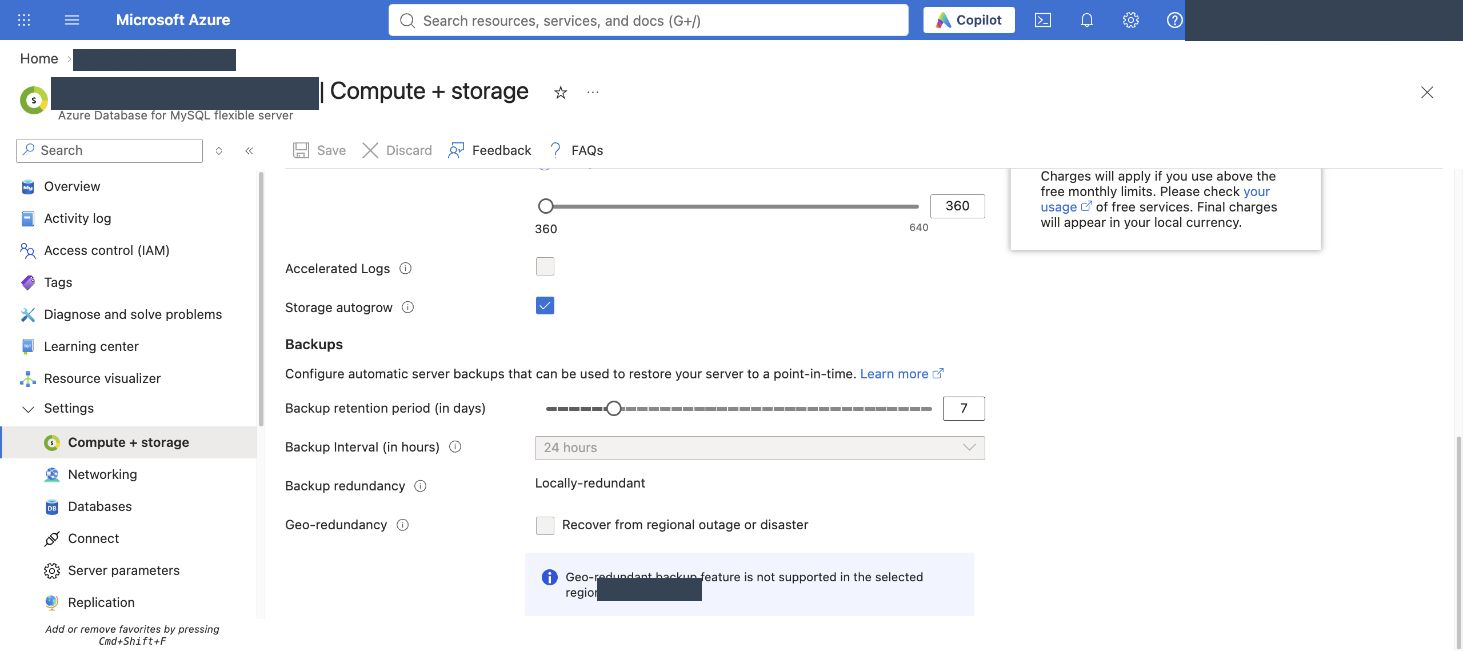 Microsoft Azure
Search resources, services, and docs (G+/)
Copilot
Home
| Compute + storage
Azure Database for MySQL flexible server
Search
Save
Discard
Feedback
FAQs
Overview
Activity log
Access control (IAM)
Tags
Diagnose and solve problems
Learning center
Resource visualizer
Settings
Compute + storage
Networking
Databases
Connect
Server parameters
Replication
Add or remove favorites by pressing
Cmd+Shift+F
360
360
640
Accelerated Logs
Storage autogrow
Backups
Configure automatic server backups that can be used to restore your server to a point-in-time. Learn more
Backup retention period (in days)
7
Backup Interval (in hours)
24 hours
Backup redundancy
Locally-redundant
Geo-redundancy
Recover from regional outage or disaster
Geo-redundant backup feature is not supported in the selected
Charges will apply if you use above the
free monthly limits. Please check your
usage of free services. Final charges
will appear in your local currency.